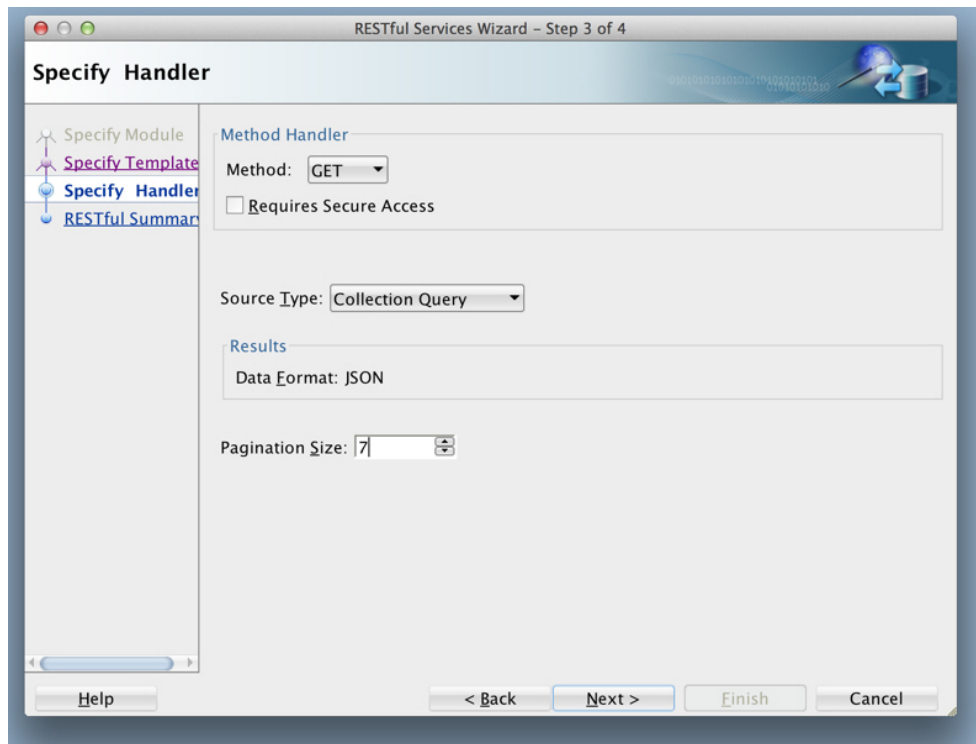 RESTful Services Wizard – Step 3 of 4
Specify Handler
Specify Module
Specify Template
Specify Handler
RESTful Summar
Method Handler
Method: GET
Requires Secure Access
Source Type: Collection Query
Results
Data Format: JSON
Pagination Size: 7
Help
< Back
Next >
Finish
Cancel